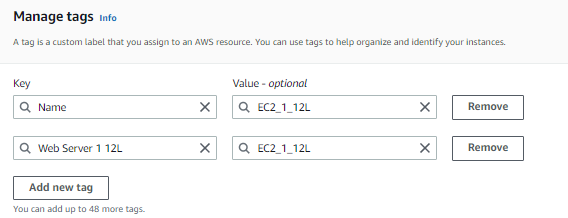 Manage tags Info
A tag is a custom label that you assign to an AWS resource. You can use tags to help organize and identify your instances.
Key Value - optional
Name EC2_1_12L Remove
Web Server 1 12L EC2_1_12L Remove
Add new tag
You can add up to 48 more tags.